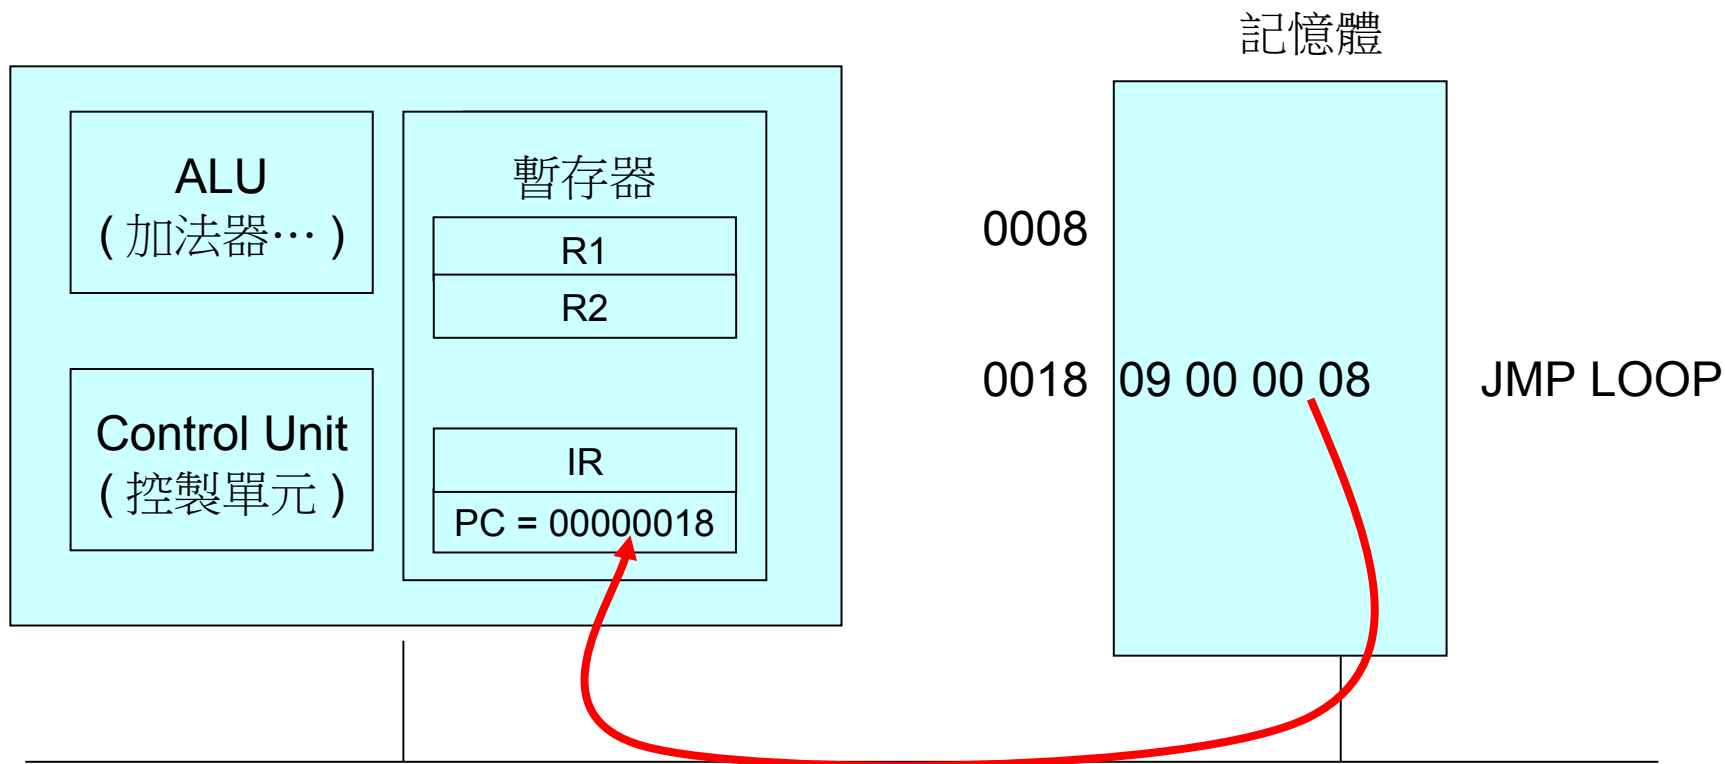 記憶體
ALU
( 加法器… )
Control Unit
( 控製單元 )
暫存器
R1
R2
IR
PC = 00000018
0008
0018 09 00 00 08 JMP LOOP